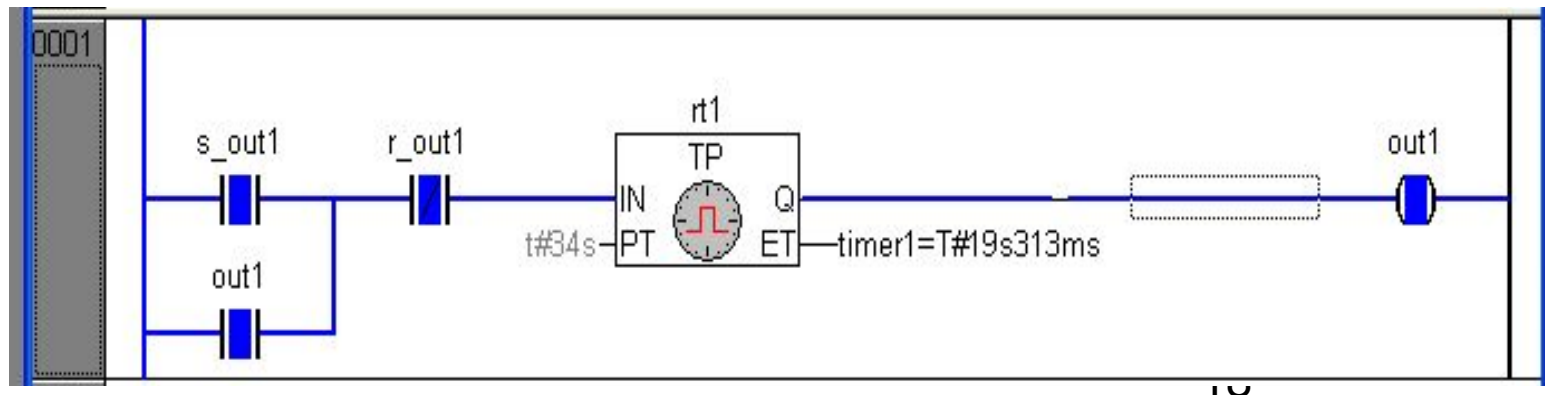 0001
rt1
s_out1 r_out1 TP out1
IN Q
t#34s PT ET timer1=T#19s313ms
out1